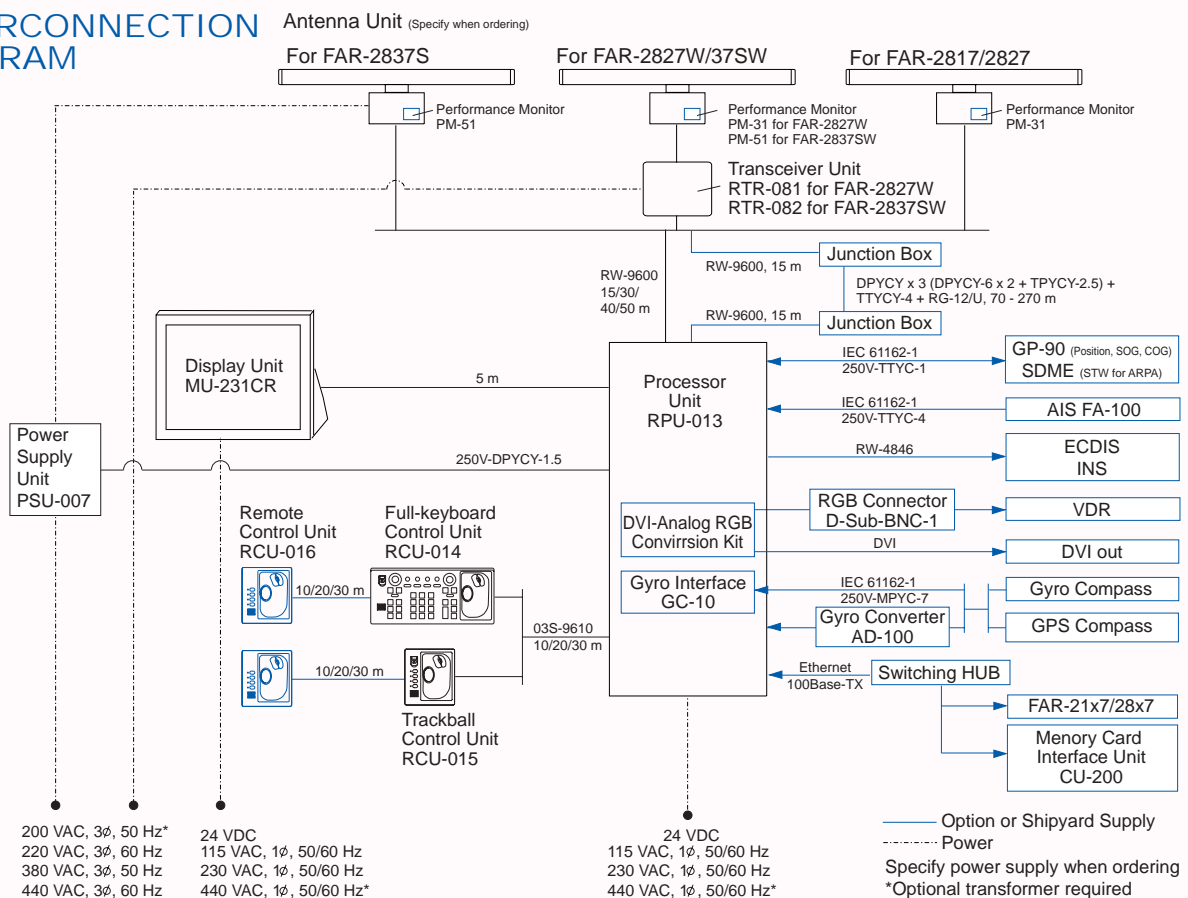 RCONNECTION
RAM
Antenna Unit (Specify when ordering)
For FAR-2837S
For FAR-2827W/37SW
For FAR-2817/2827
Performance Monitor
PM-51
Performance Monitor
PM-31 for FAR-2827W
PM-51 for FAR-2837SW
Performance Monitor
PM-31
Transceiver Unit
RTR-081 for FAR-2827W
RTR-082 for FAR-2837SW
RW-9600
15/30/
40/50 m
RW-9600, 15 m
Junction Box
DPYCY x 3 (DPYCY-6 x 2 + TPYCY-2.5) +
TTYCY-4 + RG-12/U, 70 - 270 m
RW-9600, 15 m
Junction Box
Display Unit
MU-231CR
5 m
Processor
Unit
RPU-013
IEC 61162-1
250V-TTYC-1
GP-90 (Position, SOG, COG)
SDME (STW for ARPA)
IEC 61162-1
250V-TTYC-4
AIS FA-100
Power
Supply
Unit
PSU-007
250V-DPYCY-1.5
RW-4846
ECDIS
INS
Remote
Control Unit
RCU-016
Full-keyboard
Control Unit
RCU-014
DVI-Analog RGB
Convirrsion Kit
RGB Connector
D-Sub-BNC-1
VDR
DVI
DVI out
10/20/30 m
Gyro Interface
GC-10
IEC 61162-1
250V-MPYC-7
Gyro Compass
Gyro Converter
AD-100
GPS Compass
03S-9610
10/20/30 m
10/20/30 m
Trackball
Control Unit
RCU-015
Ethernet
100Base-TX
Switching HUB
FAR-21x7/28x7
Menory Card
Interface Unit
CU-200
200 VAC, 3ø, 50 Hz*
220 VAC, 3ø, 60 Hz
380 VAC, 3ø, 50 Hz
440 VAC, 3ø, 60 Hz
24 VDC
115 VAC, 1ø, 50/60 Hz
230 VAC, 1ø, 50/60 Hz
440 VAC, 1ø, 50/60 Hz*
24 VDC
115 VAC, 1ø, 50/60 Hz
230 VAC, 1ø, 50/60 Hz
440 VAC, 1ø, 50/60 Hz*
Option or Shipyard Supply
Power
Specify power supply when ordering
*Optional transformer required